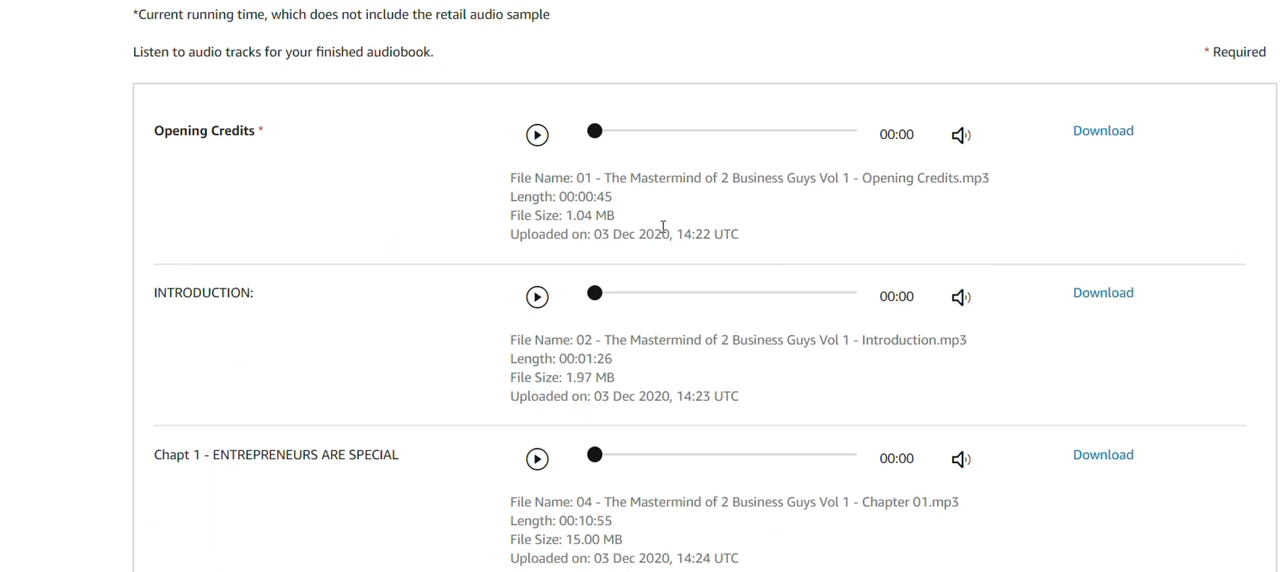 *Current running time, which does not include the retail audio sample
Listen to audio tracks for your finished audiobook.
* Required
Opening Credits *
00:00
Download
File Name: 01 - The Mastermind of 2 Business Guys Vol 1 - Opening Credits.mp3
Length: 00:00:45
File Size: 1.04 MB
Uploaded on: 03 Dec 2020, 14:22 UTC
INTRODUCTION:
00:00
Download
File Name: 02 - The Mastermind of 2 Business Guys Vol 1 - Introduction.mp3
Length: 00:01:26
File Size: 1.97 MB
Uploaded on: 03 Dec 2020, 14:23 UTC
Chapt 1 - ENTREPRENEURS ARE SPECIAL
00:00
Download
File Name: 04 - The Mastermind of 2 Business Guys Vol 1 - Chapter 01.mp3
Length: 00:10:55
File Size: 15.00 MB
Uploaded on: 03 Dec 2020, 14:24 UTC